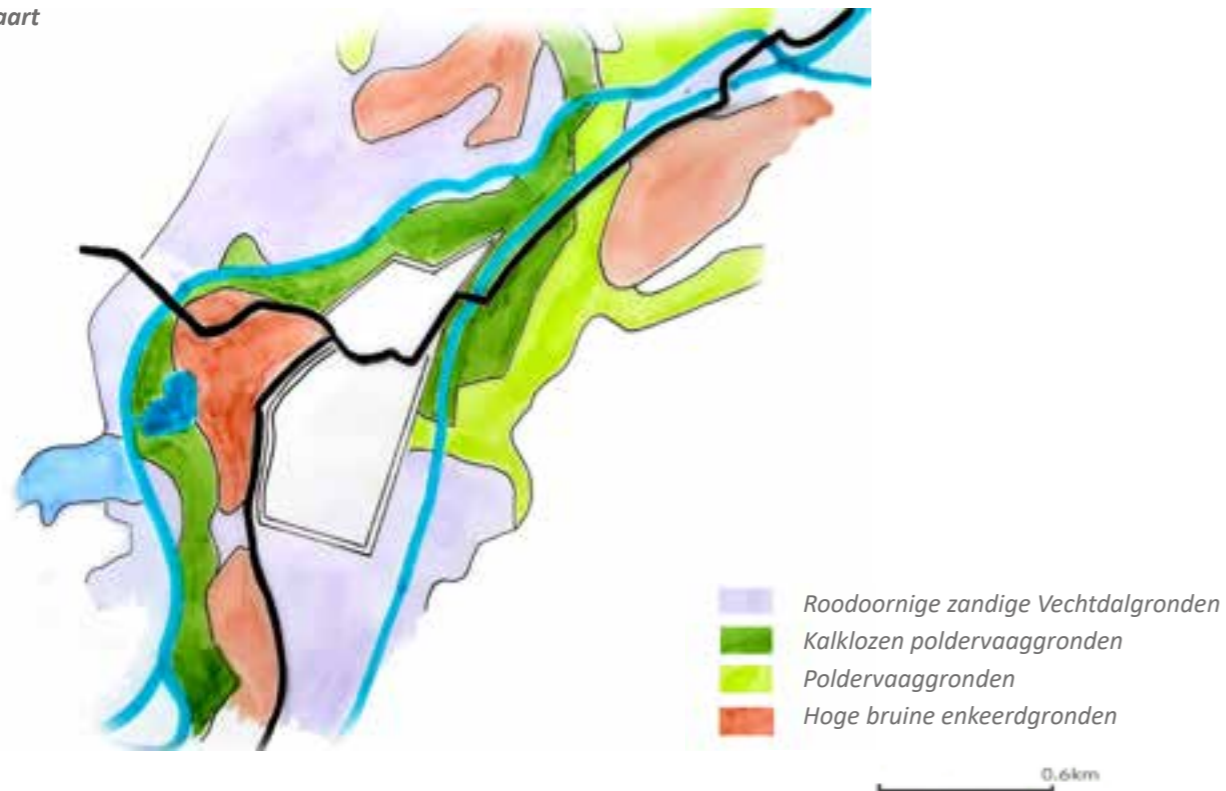 aart
Roodoornige zandige Vechtdalgronden
Kalklozen poldervaaggronden
Poldervaaggronden
Hoge bruine enkeerdgronden
0.6km